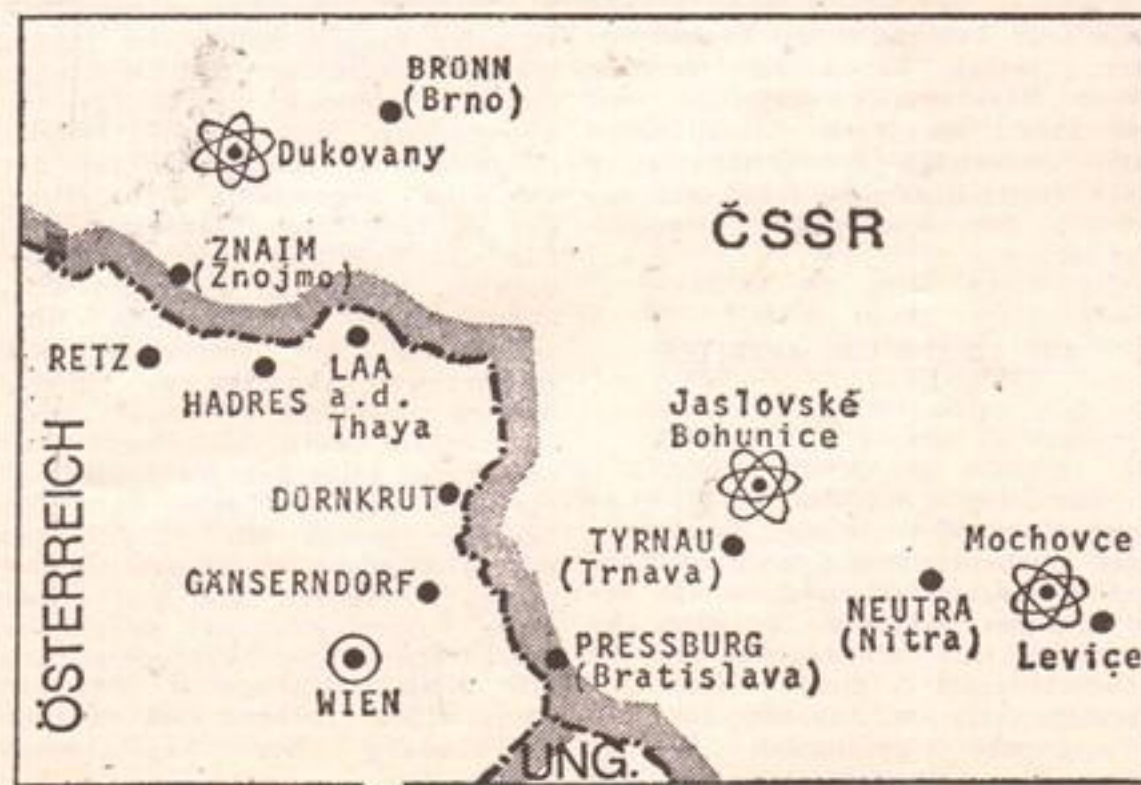 BRÜNN
(Brno)
Dukovany
ČSSR
ZNAIM
(Znojmo)
RETZ
HADRES
LAA
a.d.
Thaya
ÖSTERREICH
Jaslovské
Bohunice
DÜRNKRUT
TYRNAU
(Trnava)
Mochovce
GÄNSERNDORF
NEUTRA
(Nitra)
Levice
PRESSBURG
(Bratislava)
WIEN
UNG.